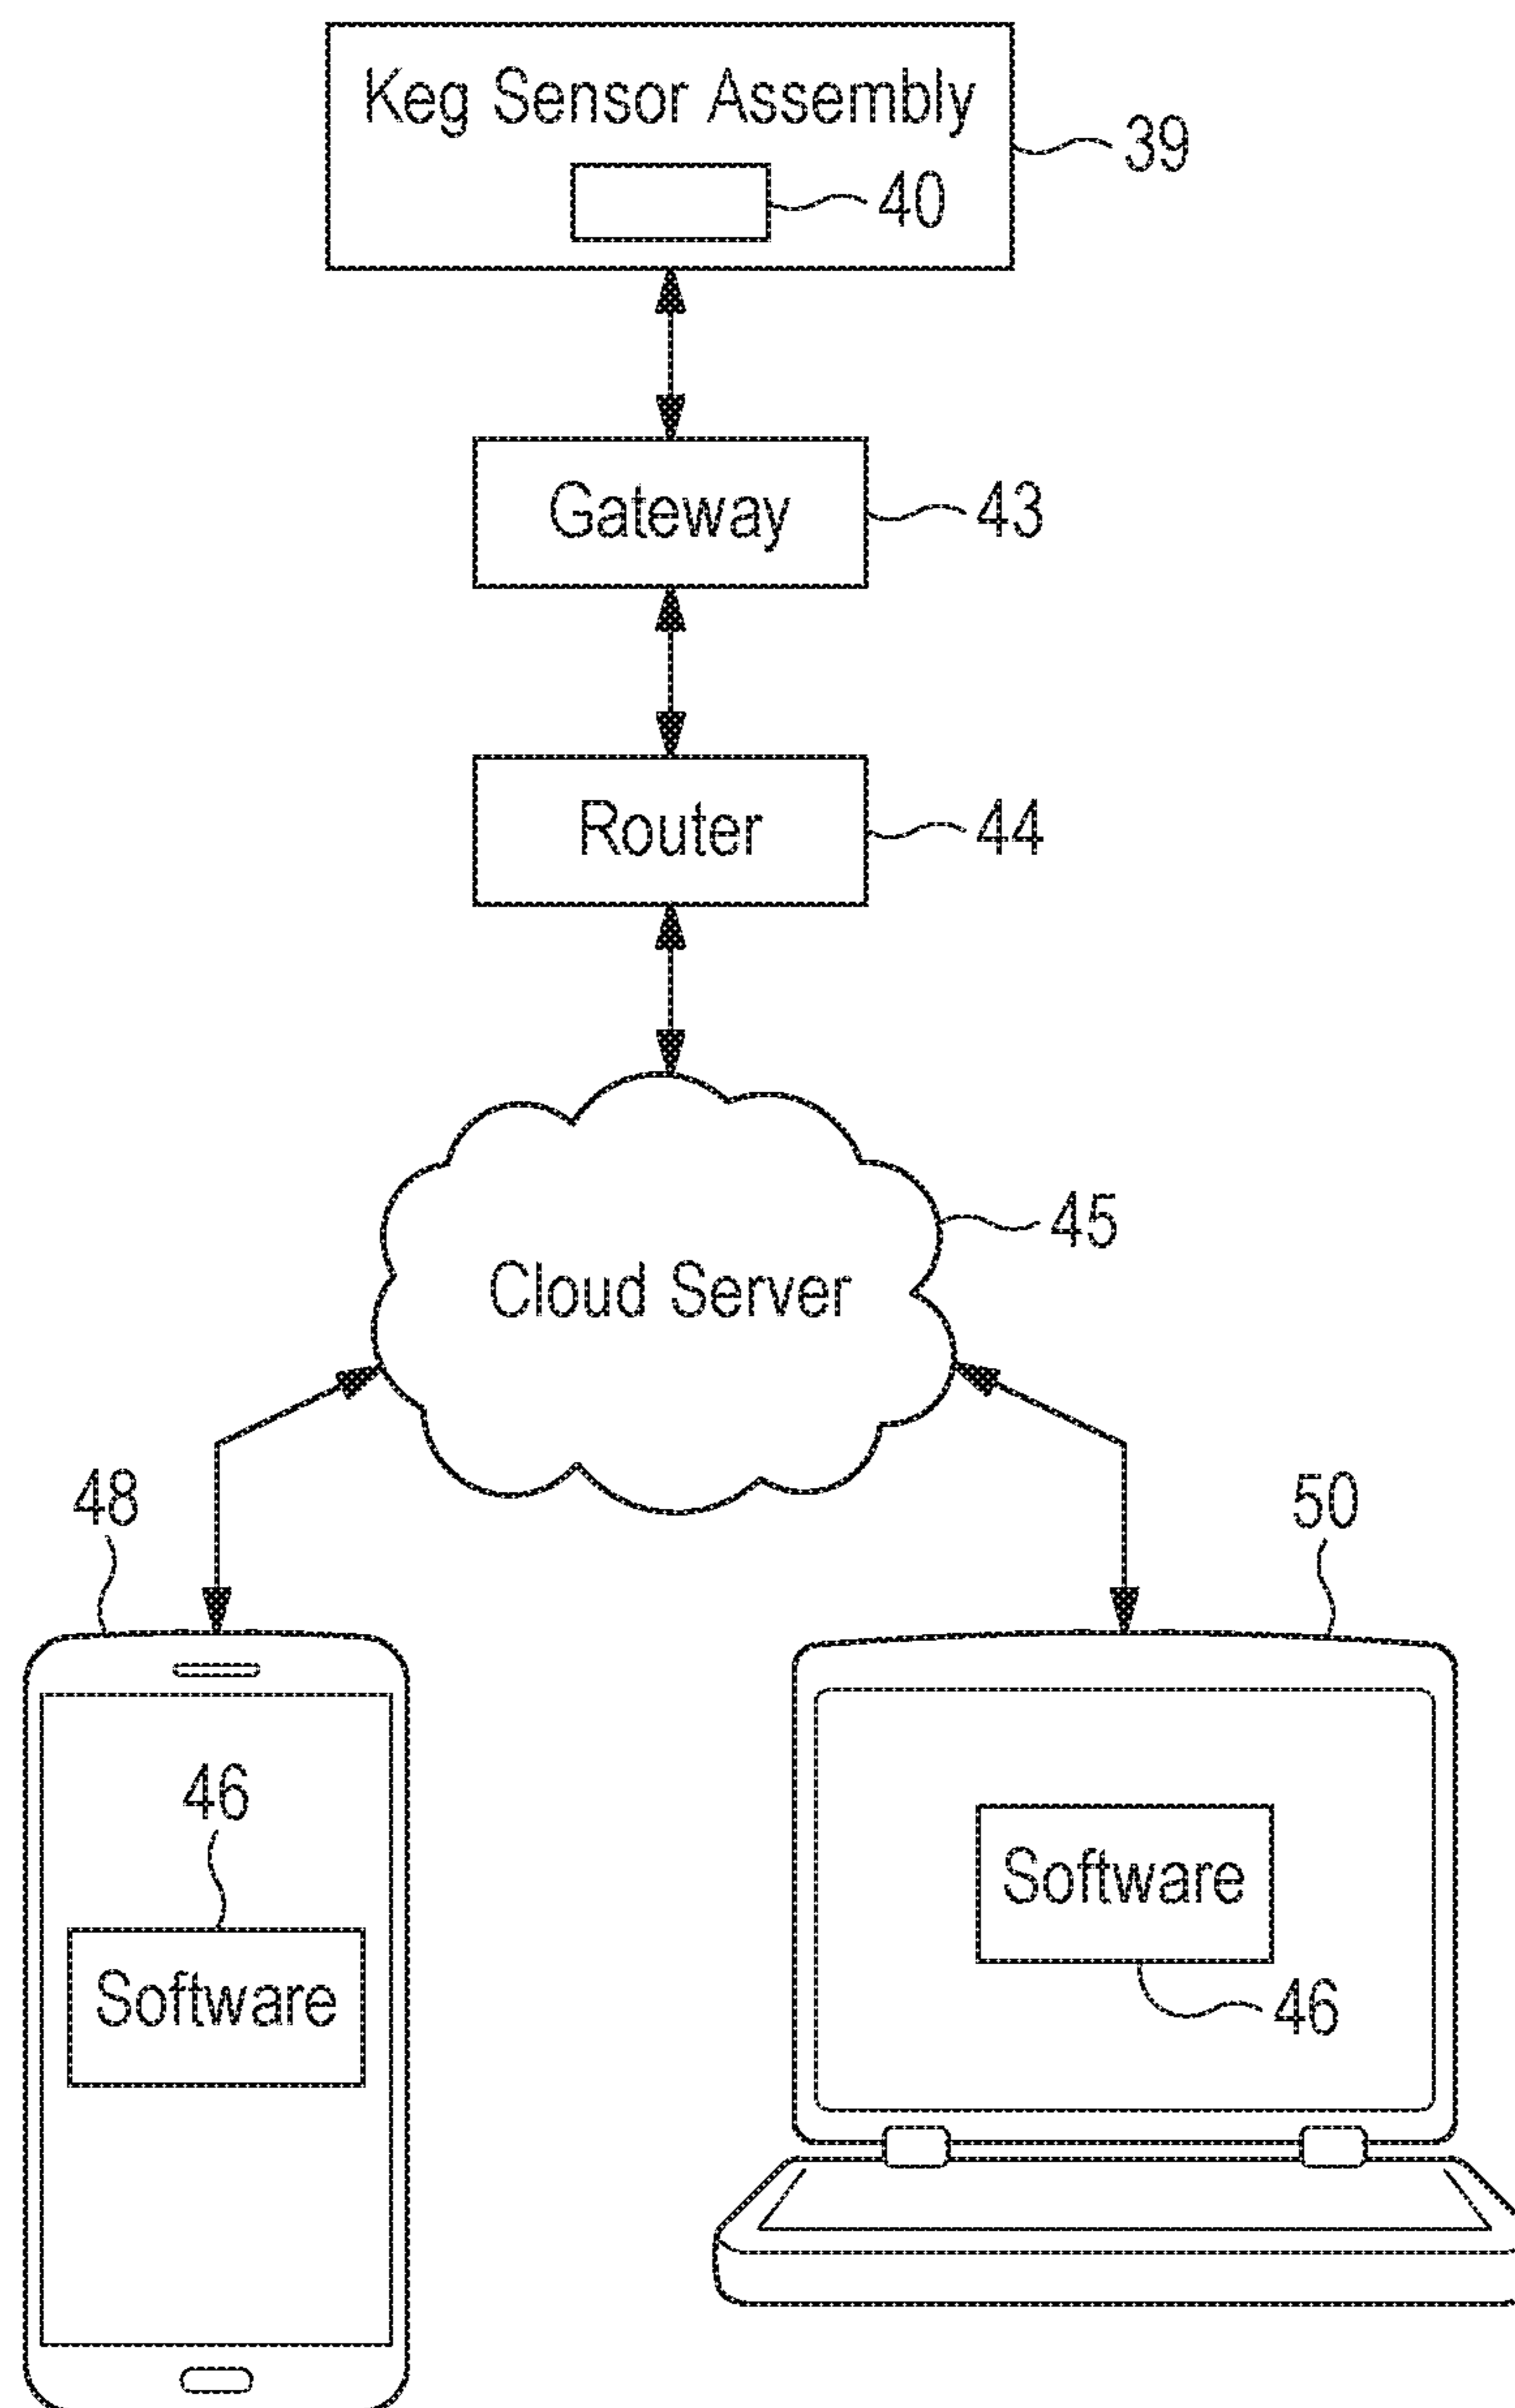 Keg Sensor Assembly
39
40
Gateway
43
Router
44
45
Cloud Server
48
50
46
Software
Software
46